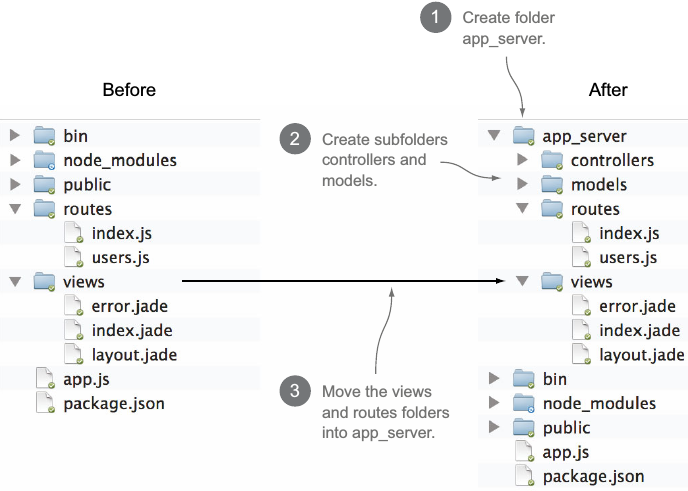 1
Create folder
app_server.
Before
After
2
Create subfolders
controllers and
models.
bin
node_modules
public
routes
index.js
users.js
views
error.jade
index.jade
layout.jade
app.js
package.json
app_server
controllers
models
routes
index.js
users.js
views
error.jade
index.jade
layout.jade
bin
node_modules
public
app.js
package.json
3
Move the views
and routes folders
into app_server.